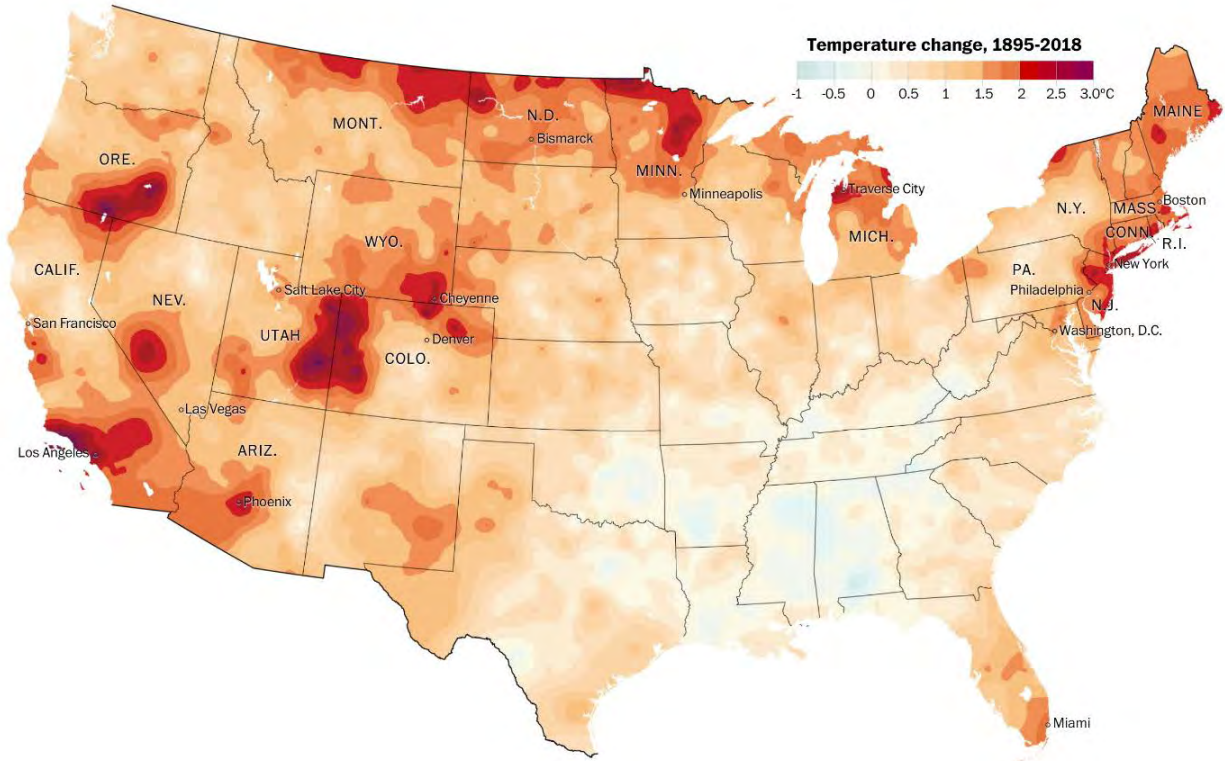 Temperature change, 1895-2018
-1 -0.5 0 0.5 1 1.5 2 2.5 3.0°C
MAINE
N.D.
MONT.
Bismarck
ORE.
MINN.
Traverse City
Minneapolis
Boston
N.Y.
MASS.
CONN.
MICH.
WYO.
R.I.
New York
CALIF.
PA.
Salt Lake City
Philadelphia
Cheyenne
NEV.
N.J.
San Francisco
UTAH
Denver
Washington, D.C.
COLO.
Las Vegas
Los Angeles
ARIZ.
Phoenix
Miami